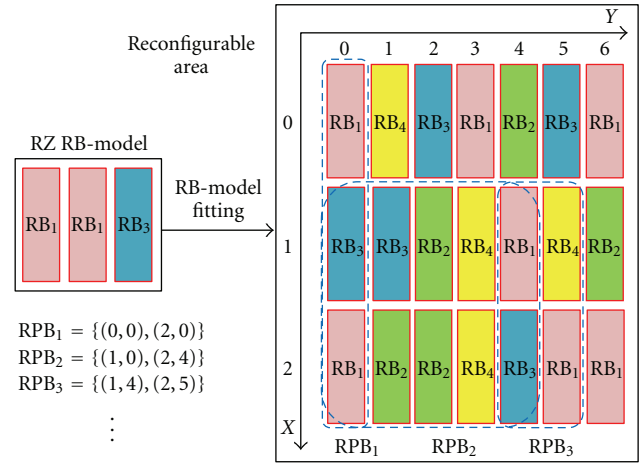 Reconfigurable
area
Y
0 1 2 3 4 5 6
0
RB₁ RB₄ RB₃ RB₁ RB₂ RB₃ RB₁
RZ RB-model
RB₁ RB₁ RB₃
RB-model
fitting
1
RB₃ RB₃ RB₂ RB₄ RB₁ RB₄ RB₂
RPB₁ = {(0, 0), (2, 0)}
RPB₂ = {(1, 0), (2, 4)}
RPB₃ = {(1, 4), (2, 5)}
⋮
2
RB₁ RB₂ RB₂ RB₄ RB₃ RB₁ RB₁
X
RPB₁ RPB₂ RPB₃